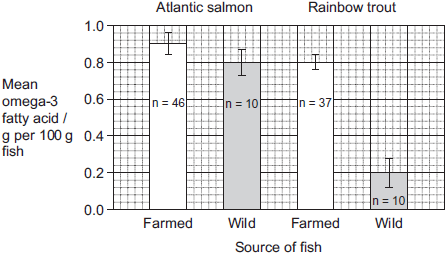 Atlantic salmon Rainbow trout
1.0
0.8
0.6
0.4
0.2
0.0
Mean
omega-3
fatty acid /
g per 100 g
fish
n = 46 n = 10 n = 37 n = 10
Farmed Wild Farmed Wild
Source of fish